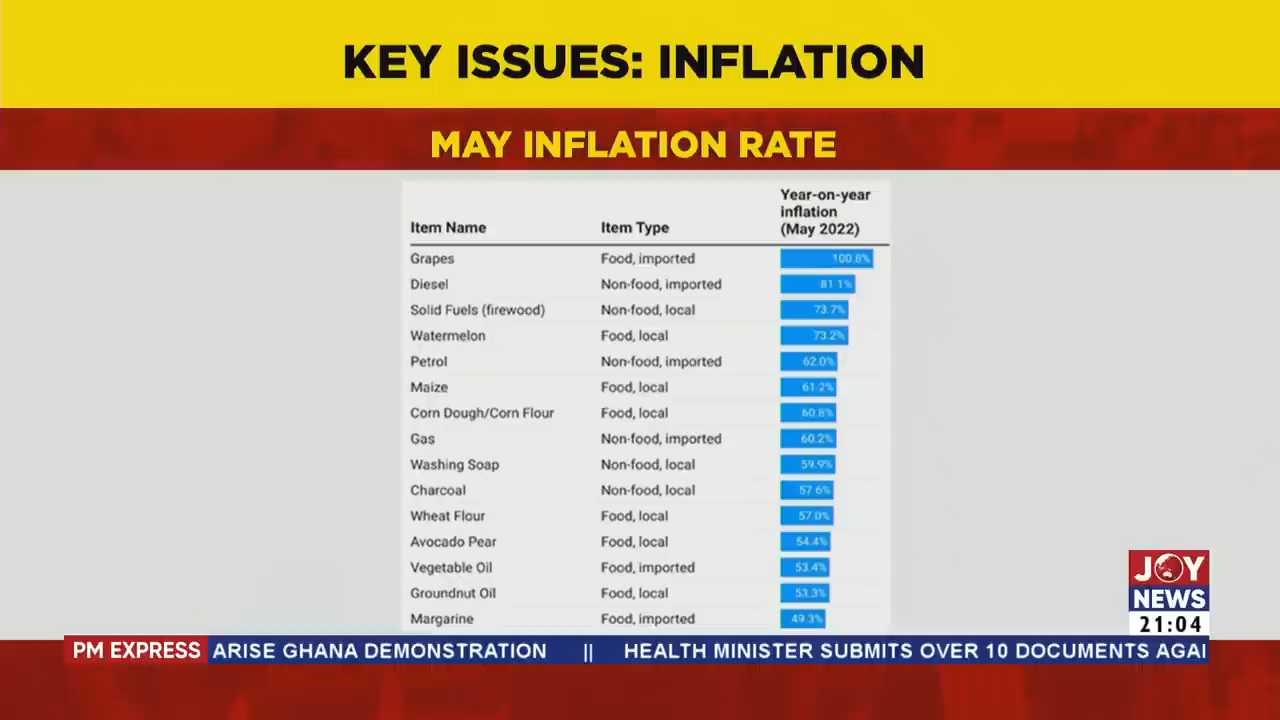 KEY ISSUES: INFLATION
MAY INFLATION RATE
Item Name Item Type Year-on-year inflation (May 2022)
Grapes Food, imported 100.8%
Diesel Non-food, imported 81.1%
Solid Fuels (firewood) Non-food, local 73.7%
Watermelon Food, local 73.2%
Petrol Non-food, imported 62.0%
Maize Food, local 61.2%
Corn Dough/Corn Flour Food, local 60.8%
Gas Non-food, imported 60.2%
Washing Soap Non-food, local 59.9%
Charcoal Non-food, local 57.6%
Wheat Flour Food, local 57.0%
Avocado Pear Food, local 54.4%
Vegetable Oil Food, imported 53.4%
Groundnut Oil Food, local 53.3%
Margarine Food, imported 49.3%
JOY
NEWS
21:04
PM EXPRESS ARISE GHANA DEMONSTRATION || HEALTH MINISTER SUBMITS OVER 10 DOCUMENTS AGAI